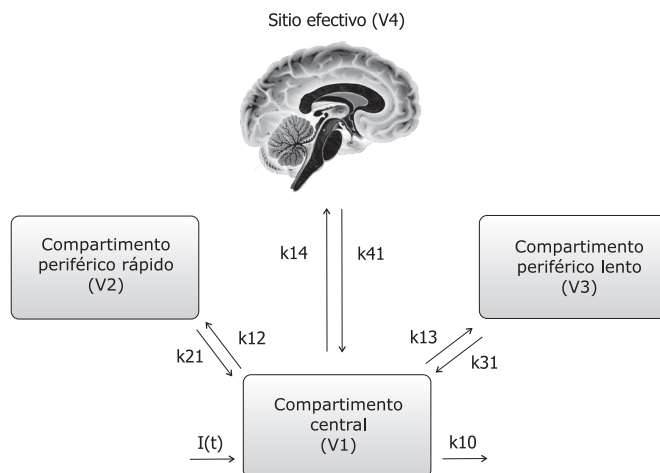 Sitio efectivo (V4)
Compartimento
periférico rápido
(V2)
k14
k41
Compartimento
periférico lento
(V3)
k21
k12
k13
k31
Compartimento
central
(V1)
I(t)
k10